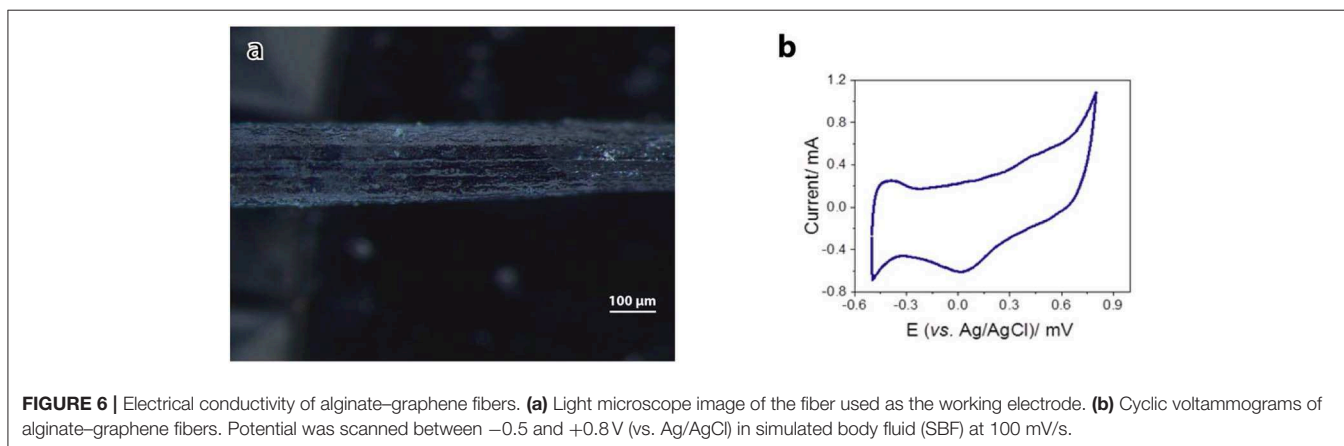 a
100 µm
b
1.2
0.8
0.4
0.0
-0.4
-0.8
Current/ mA
-0.6 -0.3 0.0 0.3 0.6 0.9
E (vs. Ag/AgCl)/ mV
FIGURE 6 | Electrical conductivity of alginate–graphene fibers. (a) Light microscope image of the fiber used as the working electrode. (b) Cyclic voltammograms of
alginate–graphene fibers. Potential was scanned between −0.5 and +0.8 V (vs. Ag/AgCl) in simulated body fluid (SBF) at 100 mV/s.